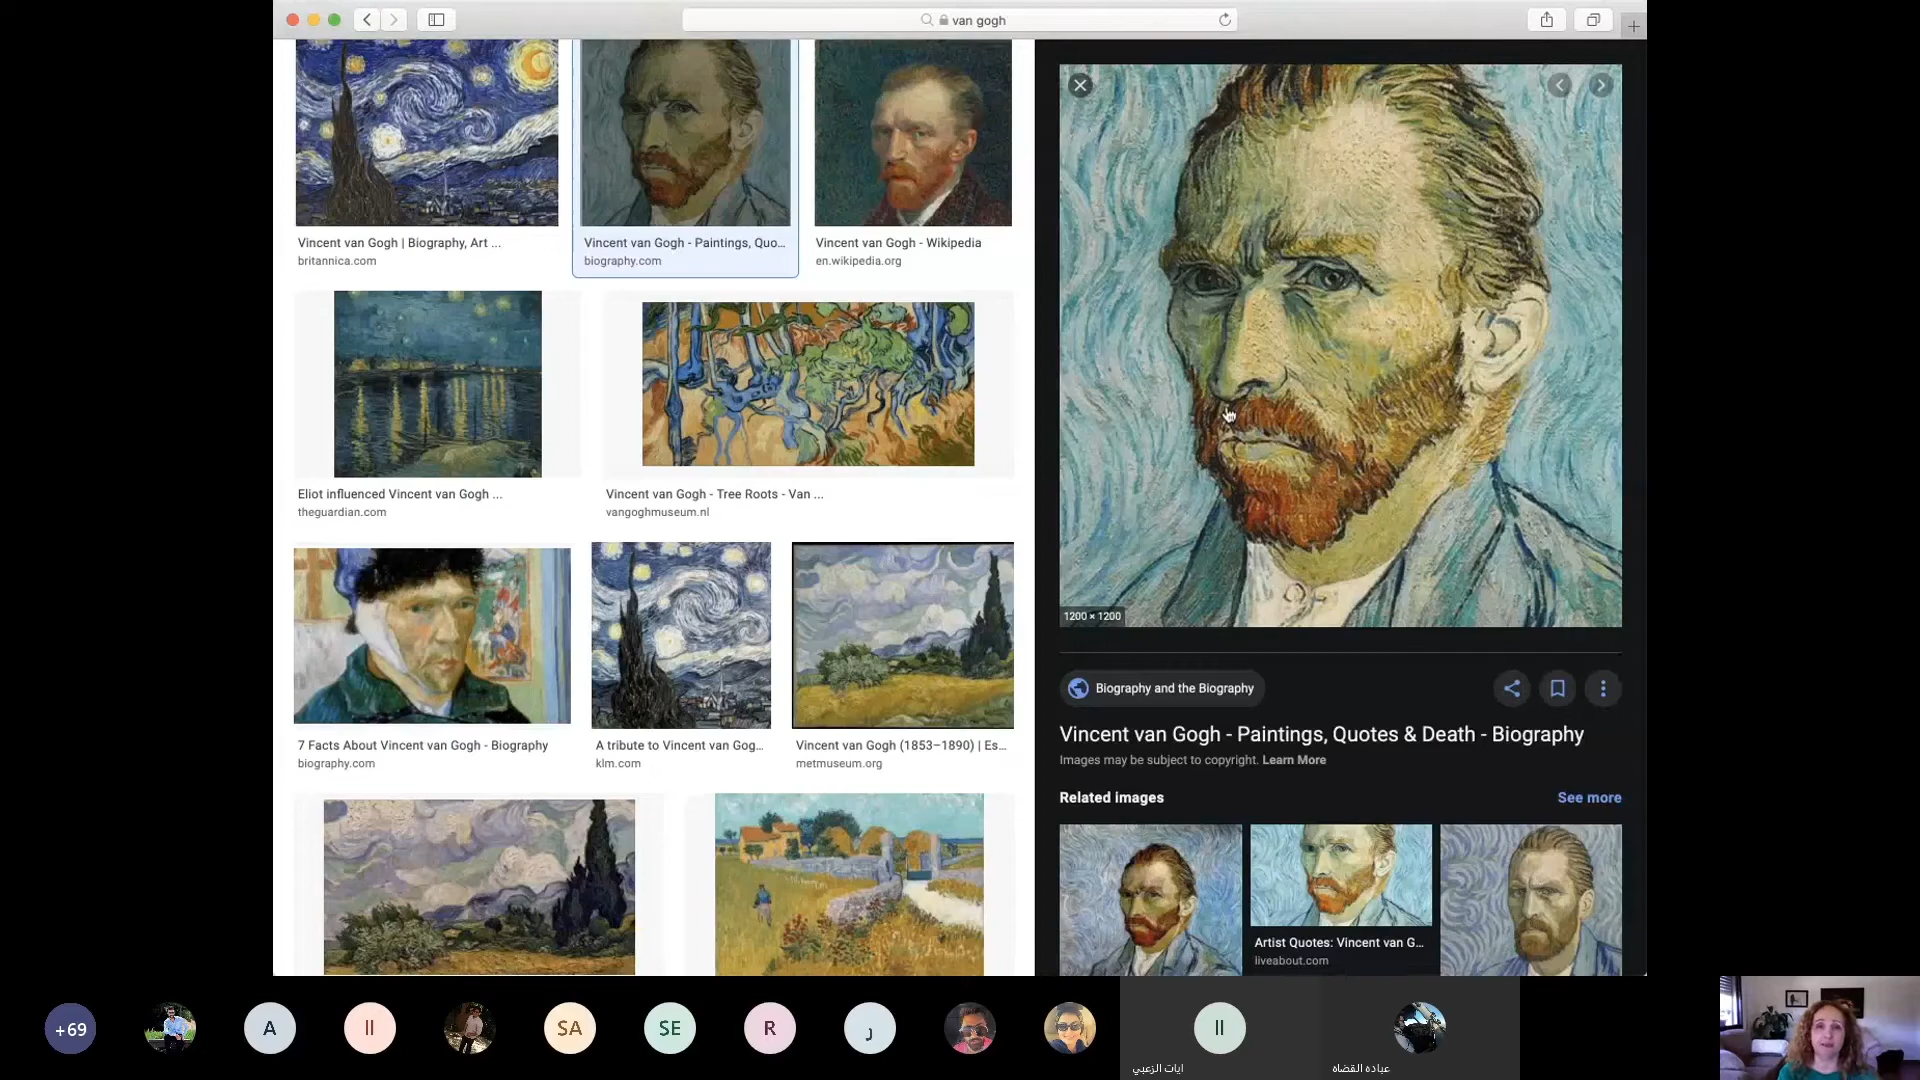 van gogh
Vincent van Gogh | Biography, Art ...
britannica.com
Vincent van Gogh - Paintings, Quo...
biography.com
Vincent van Gogh - Wikipedia
en.wikipedia.org
Eliot influenced Vincent van Gogh ...
theguardian.com
Vincent van Gogh - Tree Roots - Van ...
vangoghmuseum.nl
7 Facts About Vincent van Gogh - Biography
biography.com
A tribute to Vincent van Gog...
klm.com
Vincent van Gogh (1853–1890) | Es...
metmuseum.org
1200 × 1200
Biography and the Biography
Vincent van Gogh - Paintings, Quotes & Death - Biography
Images may be subject to copyright. Learn More
Related images
See more
Artist Quotes: Vincent van G...
liveabout.com
+69
A
II
SA
SE
R
ر
II
ايات الزعبي
عباده القضاه